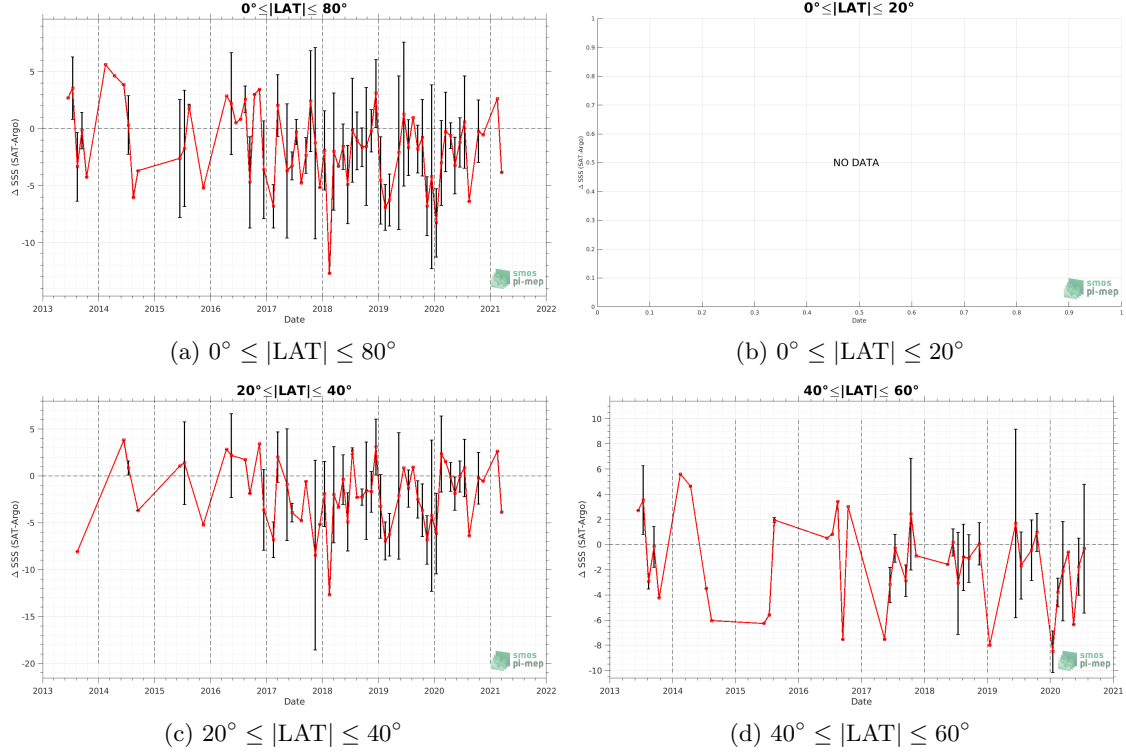 0°≤|LAT|≤ 80°
Δ SSS (SAT-Argo)
5
0
-5
-10
2013 2014 2015 2016 2017 2018 2019 2020 2021 2022
Date
smos
pi-mep
(a) 0° ≤ |LAT| ≤ 80°
0°≤|LAT|≤ 20°
Δ SSS (SAT-Argo)
1
0.9
0.8
0.7
0.6
0.5
0.4
0.3
0.2
0.1
0
NO DATA
0 0.1 0.2 0.3 0.4 0.5 0.6 0.7 0.8 0.9 1
Date
smos
pi-mep
(b) 0° ≤ |LAT| ≤ 20°
20°≤|LAT|≤ 40°
Δ SSS (SAT-Argo)
5
0
-5
-10
-15
-20
2013 2014 2015 2016 2017 2018 2019 2020 2021 2022
Date
smos
pi-mep
(c) 20° ≤ |LAT| ≤ 40°
40°≤|LAT|≤ 60°
Δ SSS (SAT-Argo)
10
8
6
4
2
0
-2
-4
-6
-8
-10
2013 2014 2015 2016 2017 2018 2019 2020 2021
Date
smos
pi-mep
(d) 40° ≤ |LAT| ≤ 60°